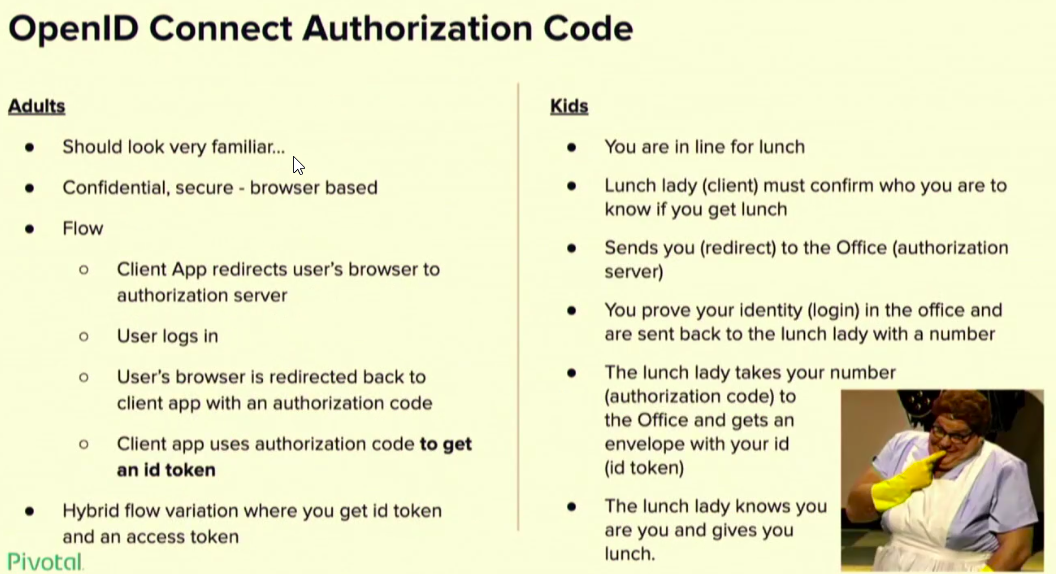 OpenID Connect Authorization Code
Adults
Should look very familiar...
Confidential, secure - browser based
Flow
Client App redirects user's browser to
authorization server
User logs in
User's browser is redirected back to
client app with an authorization code
Client app uses authorization code to get
an id token
Hybrid flow variation where you get id token
and an access token
Kids
You are in line for lunch
Lunch lady (client) must confirm who you are to
know if you get lunch
Sends you (redirect) to the Office (authorization
server)
You prove your identity (login) in the office and
are sent back to the lunch lady with a number
The lunch lady takes your number
(authorization code) to
the Office and gets an
envelope with your id
(id token)
The lunch lady knows you
are you and gives you
lunch.
Pivotal